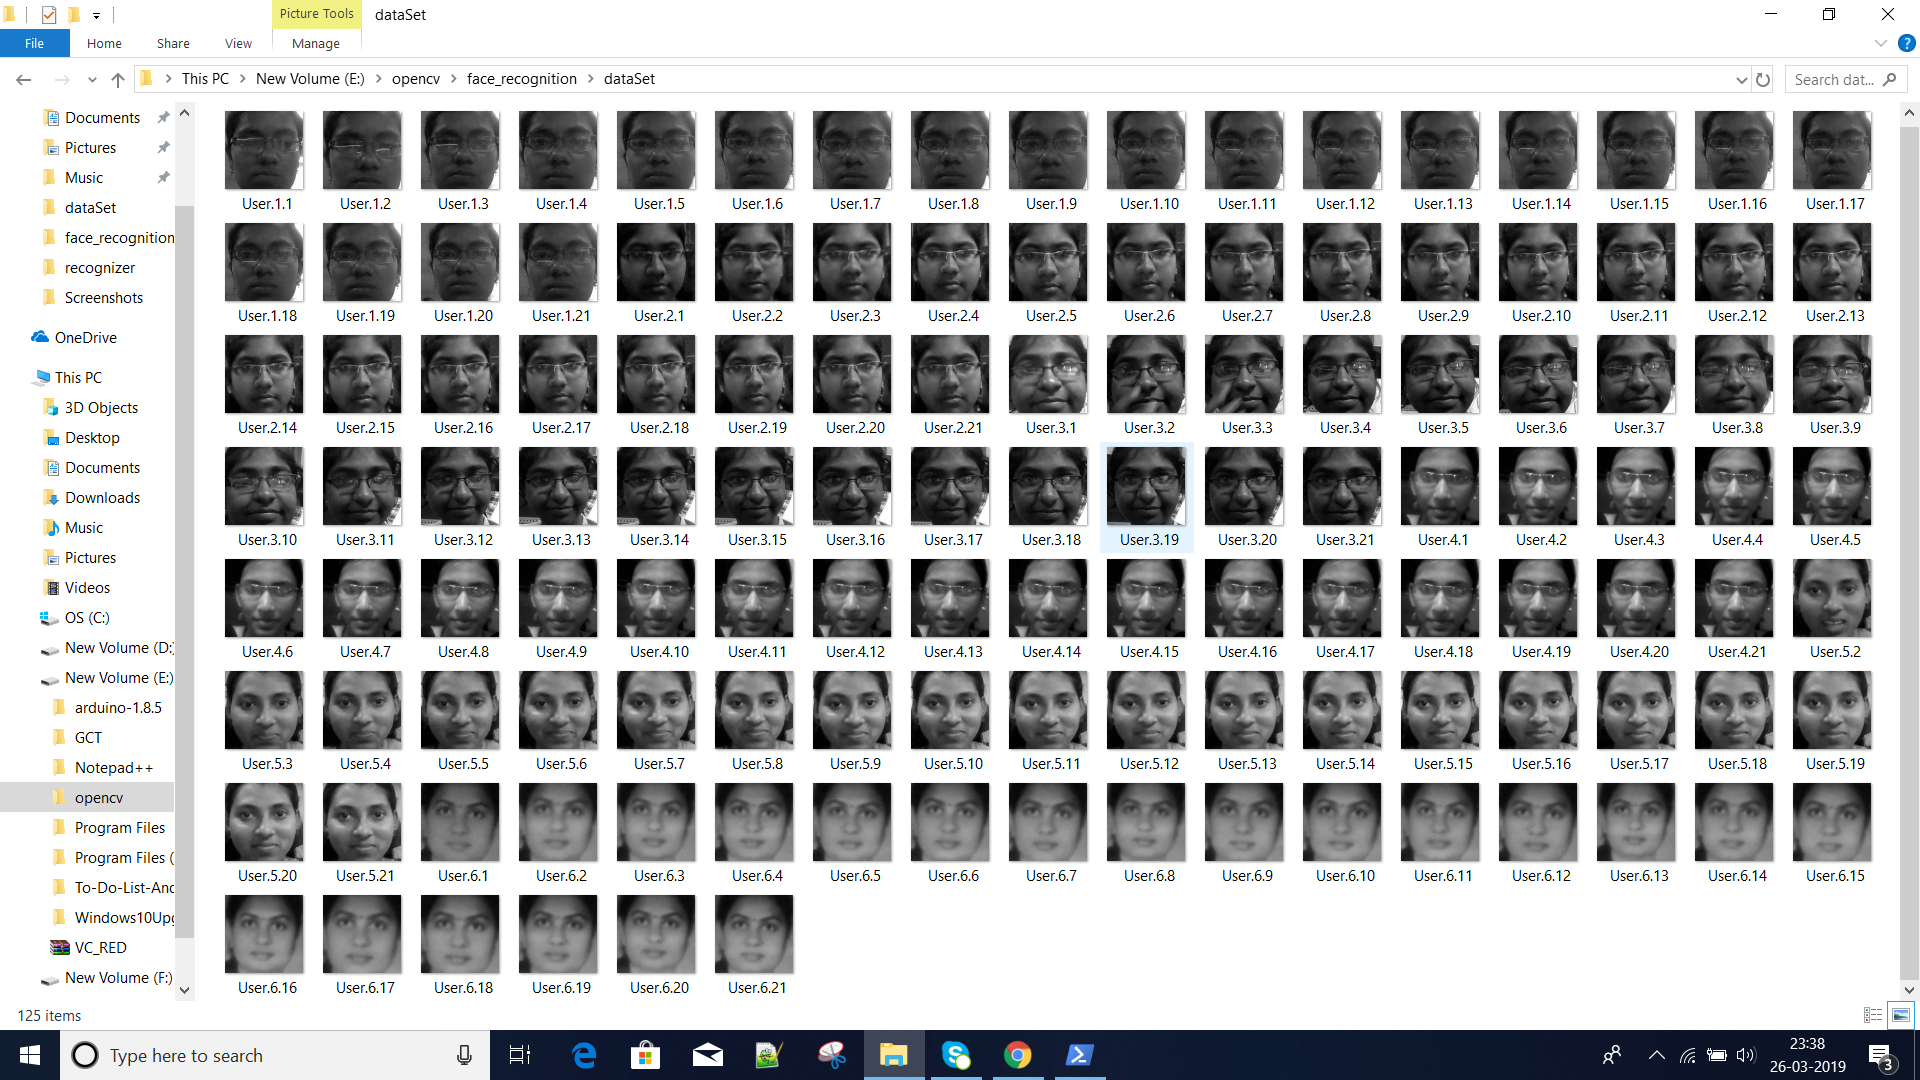 Picture Tools
dataSet
File
Home
Share
View
Manage
This PC
New Volume (E:)
opencv
face_recognition
dataSet
Search dat...
Documents
Pictures
Music
dataSet
face_recognition
recognizer
Screenshots
OneDrive
This PC
3D Objects
Desktop
Documents
Downloads
Music
Pictures
Videos
OS (C:)
New Volume (D:)
New Volume (E:)
arduino-1.8.5
GCT
Notepad++
opencv
Program Files
Program Files (
To-Do-List-And
Windows10Upg
VC_RED
New Volume (F:)
User.1.1 User.1.2 User.1.3 User.1.4 User.1.5 User.1.6 User.1.7 User.1.8 User.1.9 User.1.10 User.1.11 User.1.12 User.1.13 User.1.14 User.1.15 User.1.16 User.1.17
User.1.18 User.1.19 User.1.20 User.1.21 User.2.1 User.2.2 User.2.3 User.2.4 User.2.5 User.2.6 User.2.7 User.2.8 User.2.9 User.2.10 User.2.11 User.2.12 User.2.13
User.2.14 User.2.15 User.2.16 User.2.17 User.2.18 User.2.19 User.2.20 User.2.21 User.3.1 User.3.2 User.3.3 User.3.4 User.3.5 User.3.6 User.3.7 User.3.8 User.3.9
User.3.10 User.3.11 User.3.12 User.3.13 User.3.14 User.3.15 User.3.16 User.3.17 User.3.18 User.3.19 User.3.20 User.3.21 User.4.1 User.4.2 User.4.3 User.4.4 User.4.5
User.4.6 User.4.7 User.4.8 User.4.9 User.4.10 User.4.11 User.4.12 User.4.13 User.4.14 User.4.15 User.4.16 User.4.17 User.4.18 User.4.19 User.4.20 User.4.21 User.5.2
User.5.3 User.5.4 User.5.5 User.5.6 User.5.7 User.5.8 User.5.9 User.5.10 User.5.11 User.5.12 User.5.13 User.5.14 User.5.15 User.5.16 User.5.17 User.5.18 User.5.19
User.5.20 User.5.21 User.6.1 User.6.2 User.6.3 User.6.4 User.6.5 User.6.6 User.6.7 User.6.8 User.6.9 User.6.10 User.6.11 User.6.12 User.6.13 User.6.14 User.6.15
User.6.16 User.6.17 User.6.18 User.6.19 User.6.20 User.6.21
125 items
Type here to search
23:38
26-03-2019
3